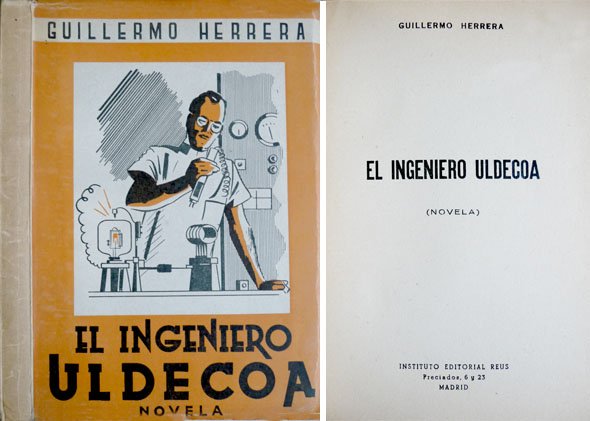 GUILLERMO HERRERA
EL INGENIERO
ULDECOA
NOVELA
GUILLERMO HERRERA
EL INGENIERO ULDECOA
(NOVELA)
INSTITUTO EDITORIAL REUS
Preciados, 6 y 23
MADRID